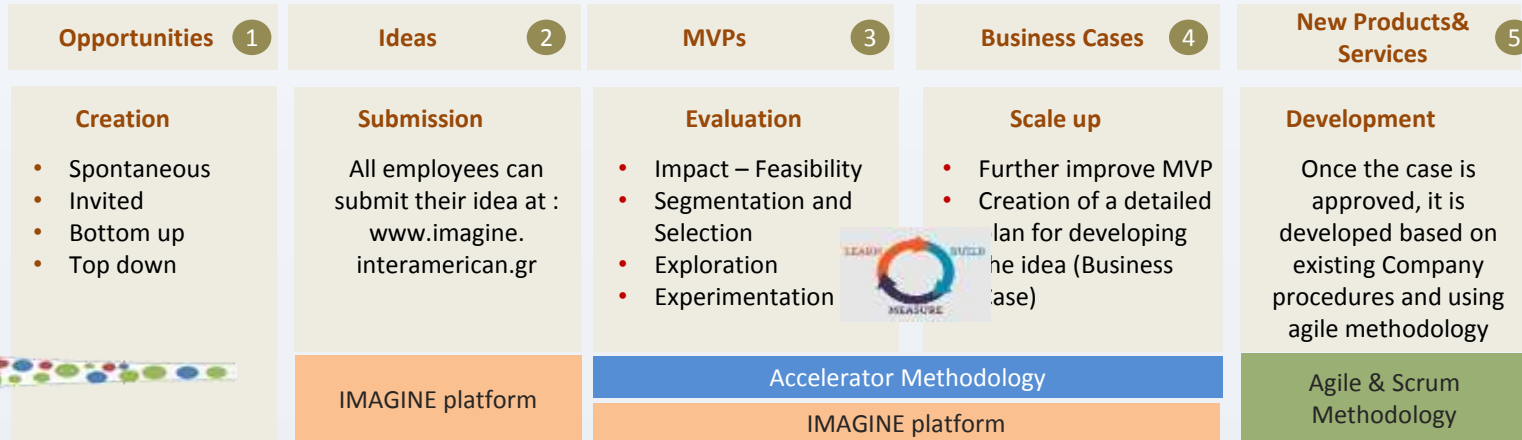 Opportunities 1
Ideas 2
MVPs 3
Business Cases 4
New Products&
Services
5
Creation
• Spontaneous
• Invited
• Bottom up
• Top down
Submission
All employees can
submit their idea at :
www.imagine.
interamerican.gr
IMAGINE platform
Evaluation
• Impact – Feasibility
• Segmentation and
Selection
• Exploration
• Experimentation
LEARN
BUILD
MEASURE
Scale up
• Further improve MVP
• Creation of a detailed
plan for developing
he idea (Business
ase)
Accelerator Methodology
IMAGINE platform
Development
Once the case is
approved, it is
developed based on
existing Company
procedures and using
agile methodology
Agile & Scrum
Methodology